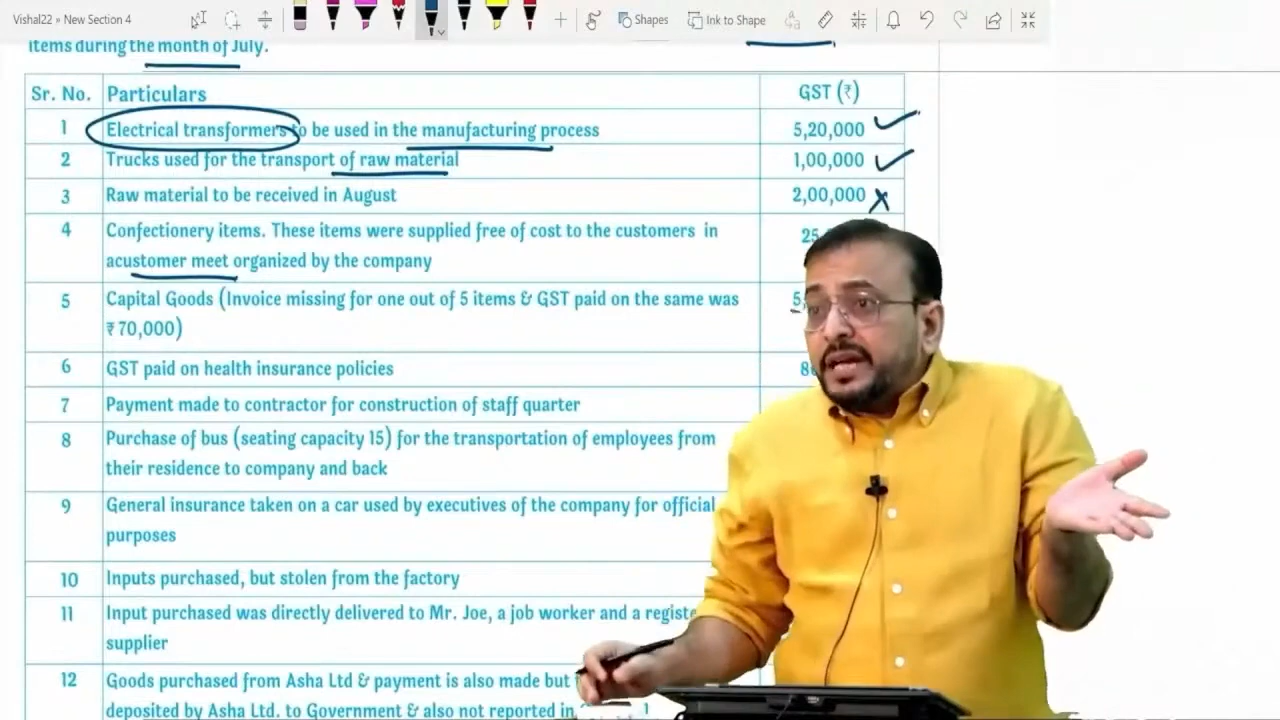 Vishal22 » New Section 4
Shapes
Ink to Shape
items during the month of July.
Sr. No. Particulars GST (₹)
1 Electrical transformers to be used in the manufacturing process 5,20,000
2 Trucks used for the transport of raw material 1,00,000
3 Raw material to be received in August 2,00,000
4 Confectionery items. These items were supplied free of cost to the customers in
acustomer meet organized by the company
5 Capital Goods (Invoice missing for one out of 5 items & GST paid on the same was
₹ 70,000)
6 GST paid on health insurance policies
7 Payment made to contractor for construction of staff quarter
8 Purchase of bus (seating capacity 15) for the transportation of employees from
their residence to company and back
9 General insurance taken on a car used by executives of the company for official
purposes
10 Inputs purchased, but stolen from the factory
11 Input purchased was directly delivered to Mr. Joe, a job worker and a
supplier
12 Goods purchased from Asha Ltd & payment is also made but
deposited by Asha Ltd. to Government & also not reported in